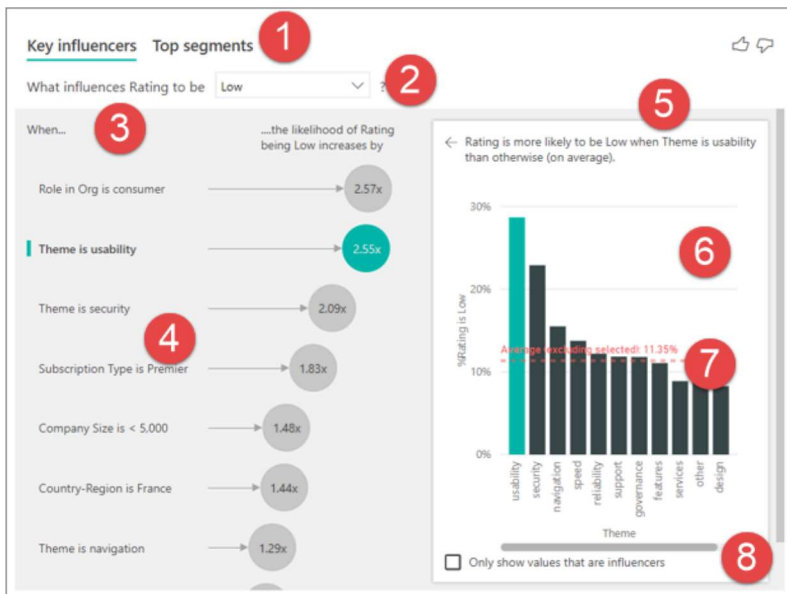 Key influencers Top segments 1
What influences Rating to be Low ? 2
When... 3 ....the likelihood of Rating
being Low increases by
Role in Org is consumer 2.57x
Theme is usability 2.55x
Theme is security 2.09x
4
Subscription Type is Premier 1.83x
Company Size is < 5,000 1.48x
Country-Region is France 1.44x
Theme is navigation 1.29x
5
Rating is more likely to be Low when Theme is usability
than otherwise (on average).
30%
6
20%
%Rating is Low
Average (excluding selected): 11.35% 7
10%
0%
usability
security
navigation
speed
reliability
support
governance
features
services
other
design
Theme
Only show values that are influencers 8